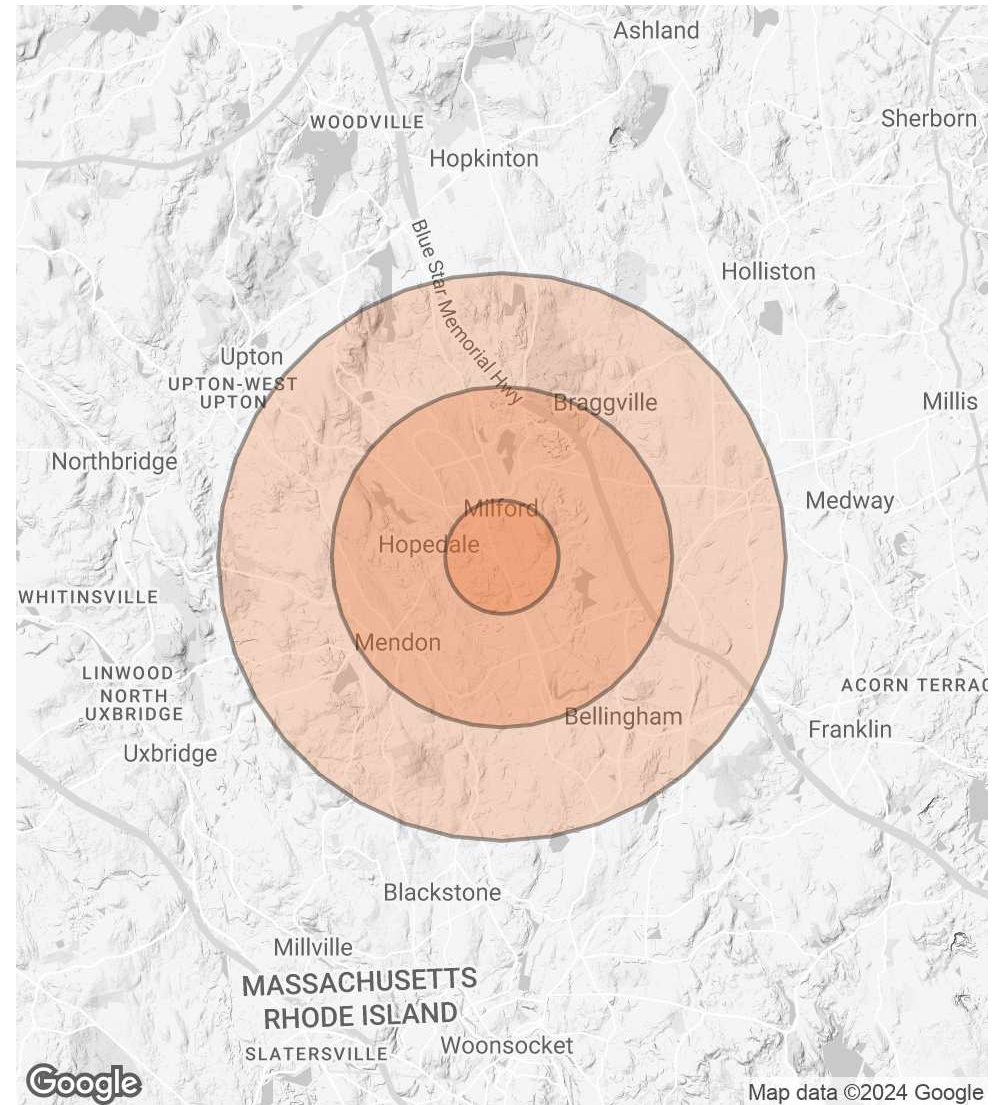 Ashland
Sherborn
WOODVILLE
Hopkinton
Blue Star Memorial Hwy
Holliston
Upton
UPTON-WEST
UPTON
Braggville
Millis
Northbridge
Medway
Milford
Hopedale
WHITINSVILLE
Mendon
LINWOOD
NORTH
UXBRIDGE
ACORN TERRAC
Bellingham
Franklin
Uxbridge
Blackstone
Millville
MASSACHUSETTS
RHODE ISLAND
SLATERSVILLE
Woonsocket
Google
Map data ©2024 Google